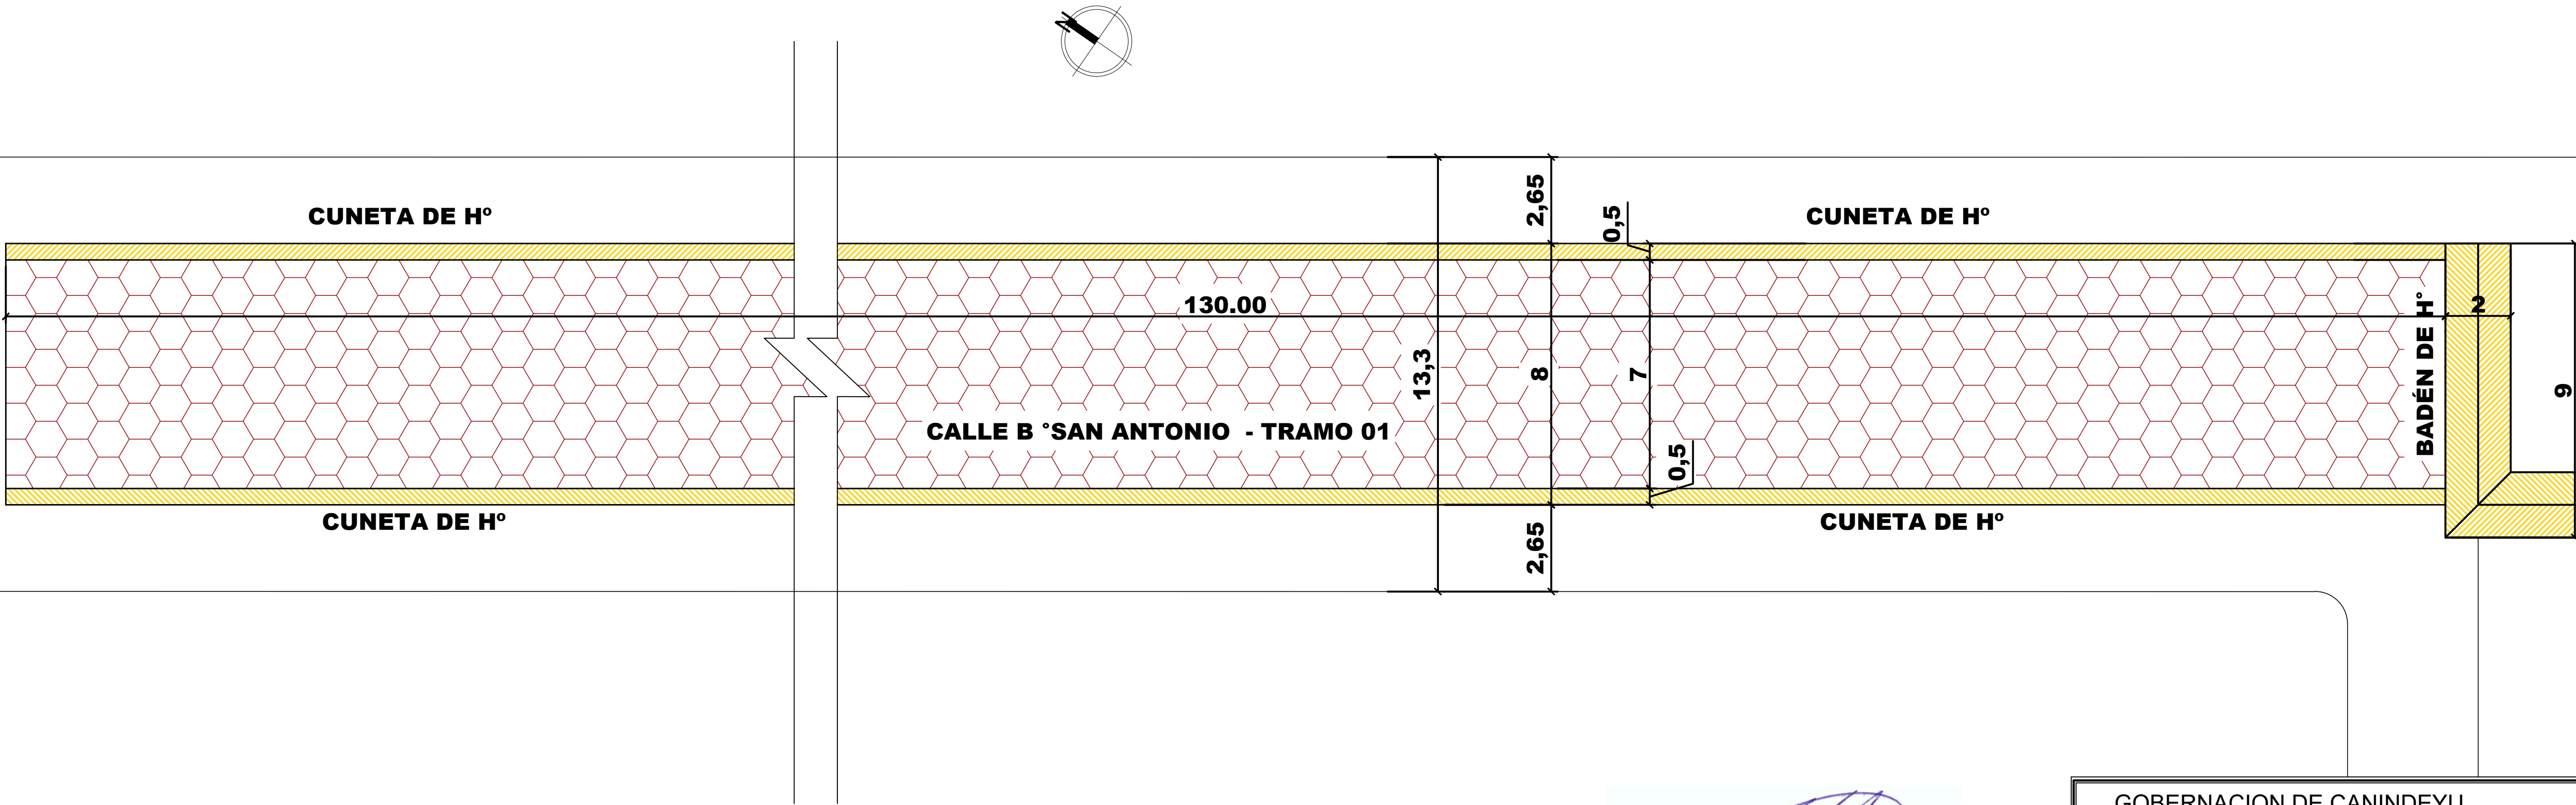 N
CUNETA DE Hº
CUNETA DE Hº
2,65
0,5
130.00
2
13,3
8
7
BADÉN DE H°
9
CALLE B °SAN ANTONIO - TRAMO 01
0,5
CUNETA DE Hº
CUNETA DE Hº
2,65
GOBERNACION DE CANINDEYU